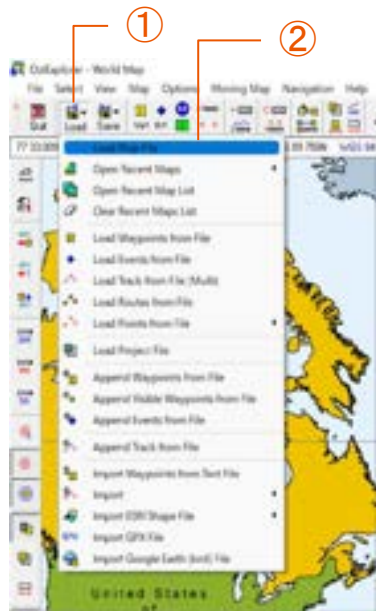 ①
②
OziExplorer - World Map
File Select View Map Options Moving Map Navigation Help
Load Save
Load Map File
Open Recent Maps
Open Recent Map List
Clear Recent Maps List
Load Waypoints from File
Load Events from File
Load Track from File (Multi)
Load Routes from File
Load Points from File
Load Project File
Append Waypoints from File
Append Visible Waypoints from File
Append Events from File
Append Track from File
Import Waypoints from Text File
Import
Import ESRI Shape File
Import GPX File
Import Google Earth (kml) File
United States
of